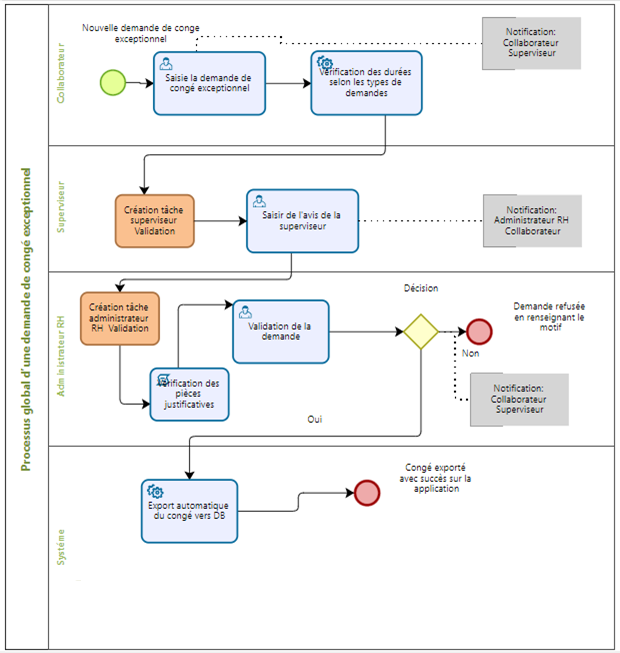 Processus global d'une demande de congé exceptionnel
Collaborateur
Nouvelle demande de conge
exceptionnel
Saisie la demande de
congé exceptionnel
Vérification des durées
selon les types de
demandes
Notification:
Collaborateur
Superviseur
Superviseur
Création tâche
superviseur
Validation
Saisir de l'avis de la
superviseur
Notification:
Administrateur RH
Collaborateur
Administrateur RH
Création tâche
administrateur
RH Validation
Vérification des
pièces
justificatives
Validation de la
demande
Décision
Non
Demande refusée
en renseignant le
motif
Notification:
Collaborateur
Superviseur
Oui
Systéme
Export automatique
du congé vers DB
Congé exporté
avec succès sur la
application